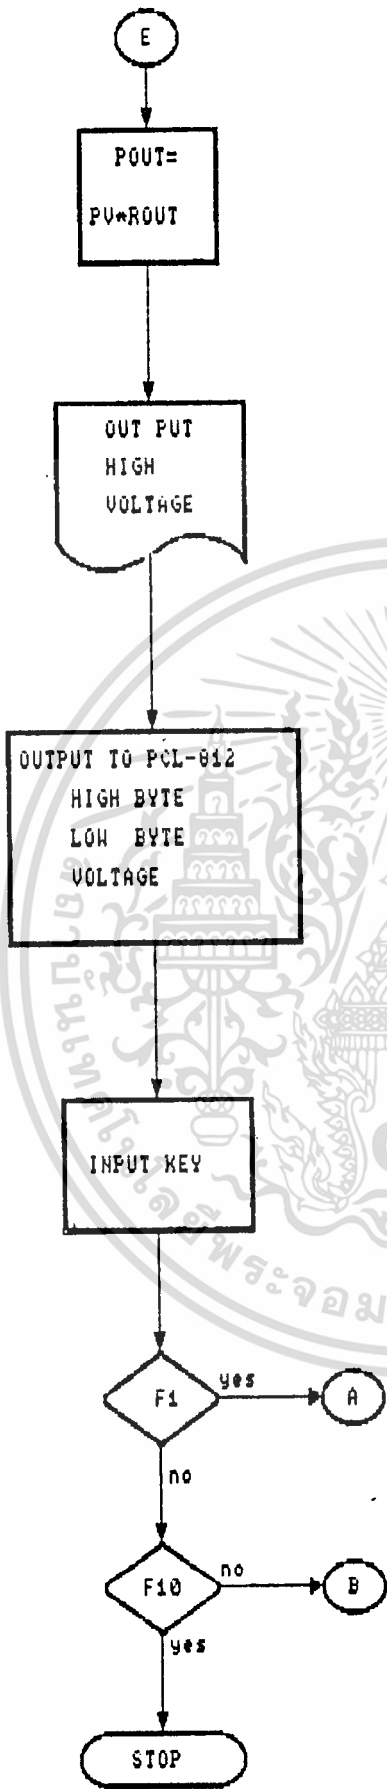 E
POUT=
PV*ROUT
OUT PUT
HIGH
VOLTAGE
OUTPUT TO PCL-812
HIGH BYTE
LOW BYTE
VOLTAGE
INPUT KEY
F1
yes
A
no
F10
no
B
yes
STOP